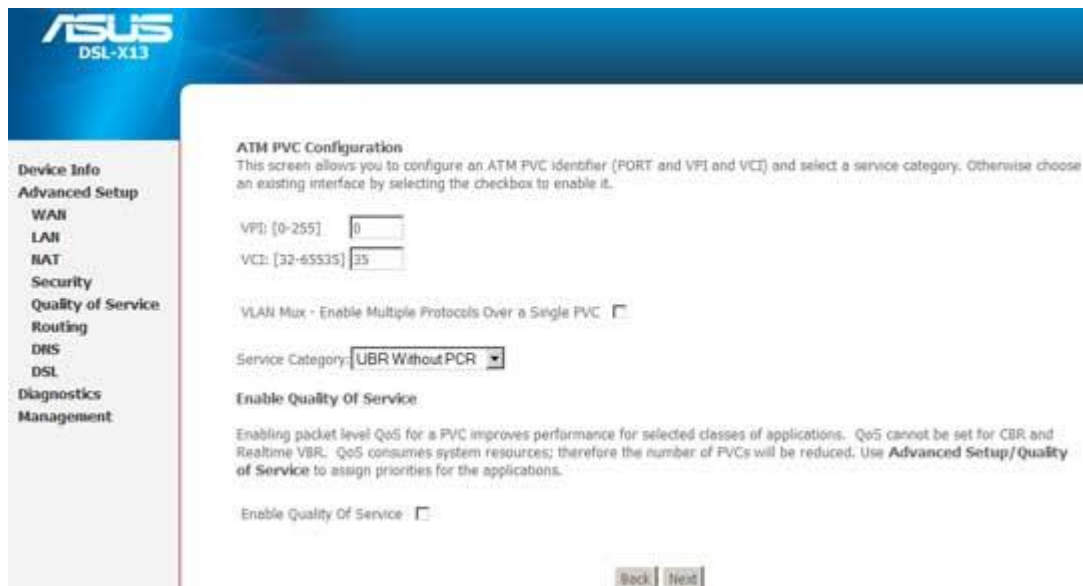 ASUS
DSL-X13
Device Info
Advanced Setup
WAN
LAN
NAT
Security
Quality of Service
Routing
DNS
DSL
Diagnostics
Management
ATM PVC Configuration
This screen allows you to configure an ATM PVC identifier (PORT and VPI and VCI) and select a service category. Otherwise choose
an existing interface by selecting the checkbox to enable it.
VPI: [0-255] 0
VCI: [32-65535] 35
VLAN Mux - Enable Multiple Protocols Over a Single PVC
Service Category: UBR Without PCR
Enable Quality Of Service
Enabling packet level QoS for a PVC improves performance for selected classes of applications. QoS cannot be set for CBR and
Realtime VBR. QoS consumes system resources; therefore the number of PVCs will be reduced. Use Advanced Setup/Quality
of Service to assign priorities for the applications.
Enable Quality Of Service
Back Next